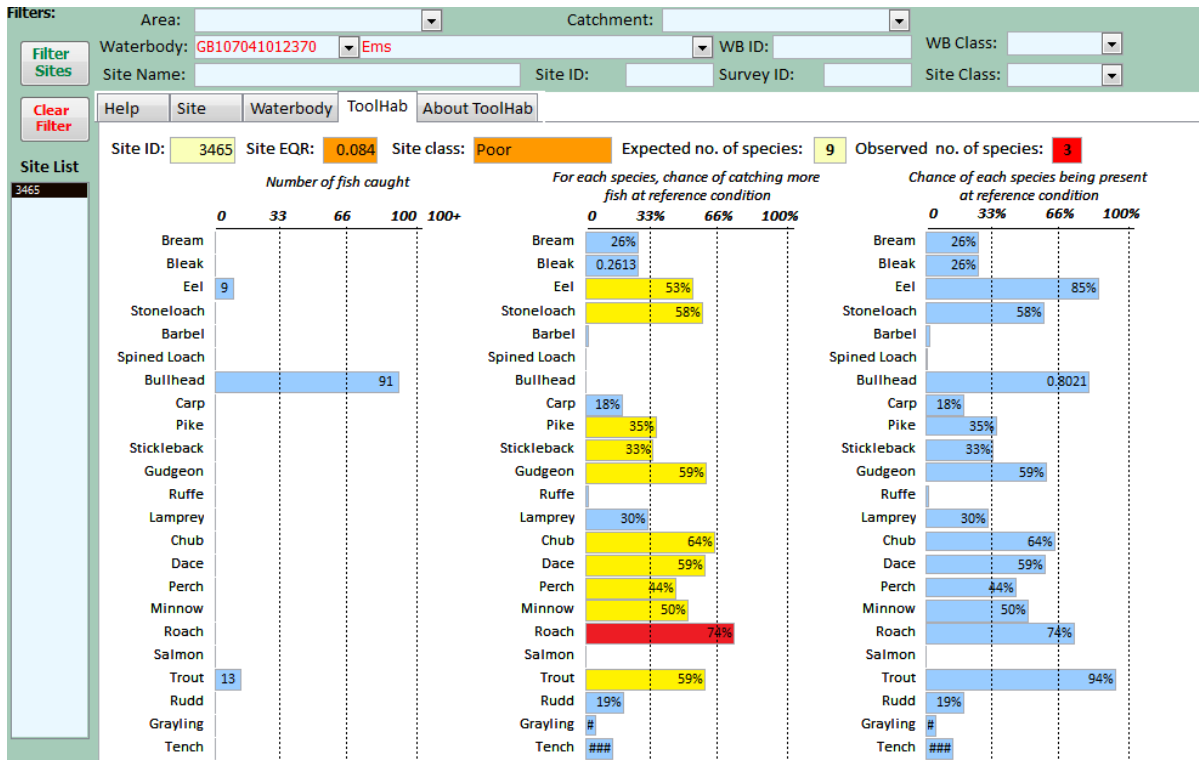 Filters:
Area: Catchment:
Filter Sites
Waterbody: GB107041012370 Ems WB ID: WB Class:
Site Name: Site ID: Survey ID: Site Class:
Clear Filter
Help Site Waterbody ToolHab About ToolHab
Site ID: 3465 Site EQR: 0.084 Site class: Poor Expected no. of species: 9 Observed no. of species: 3
Site List
3465
Number of fish caught
0 33 66 100 100+
Bream
Bleak
Eel 9
Stoneloach
Barbel
Spined Loach
Bullhead 91
Carp
Pike
Stickleback
Gudgeon
Ruffe
Lamprey
Chub
Dace
Perch
Minnow
Roach
Salmon
Trout 13
Rudd
Grayling
Tench
For each species, chance of catching more
fish at reference condition
0 33% 66% 100%
Bream 26%
Bleak 0.2613
Eel 53%
Stoneloach 58%
Barbel
Spined Loach
Bullhead
Carp 18%
Pike 35%
Stickleback 33%
Gudgeon 59%
Ruffe
Lamprey 30%
Chub 64%
Dace 59%
Perch 44%
Minnow 50%
Roach 74%
Salmon
Trout 59%
Rudd 19%
Grayling #
Tench ###
Chance of each species being present
at reference condition
0 33% 66% 100%
Bream 26%
Bleak 26%
Eel 85%
Stoneloach 58%
Barbel
Spined Loach
Bullhead 0.8021
Carp 18%
Pike 35%
Stickleback 33%
Gudgeon 59%
Ruffe
Lamprey 30%
Chub 64%
Dace 59%
Perch 44%
Minnow 50%
Roach 74%
Salmon
Trout 94%
Rudd 19%
Grayling #
Tench ###